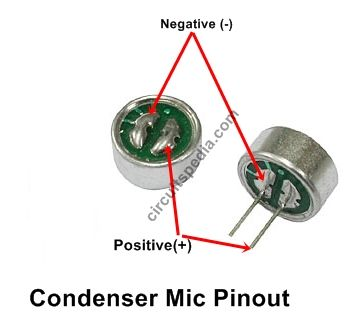 Negative (-)
circuitspedia.com
Positive(+)
Condenser Mic Pinout